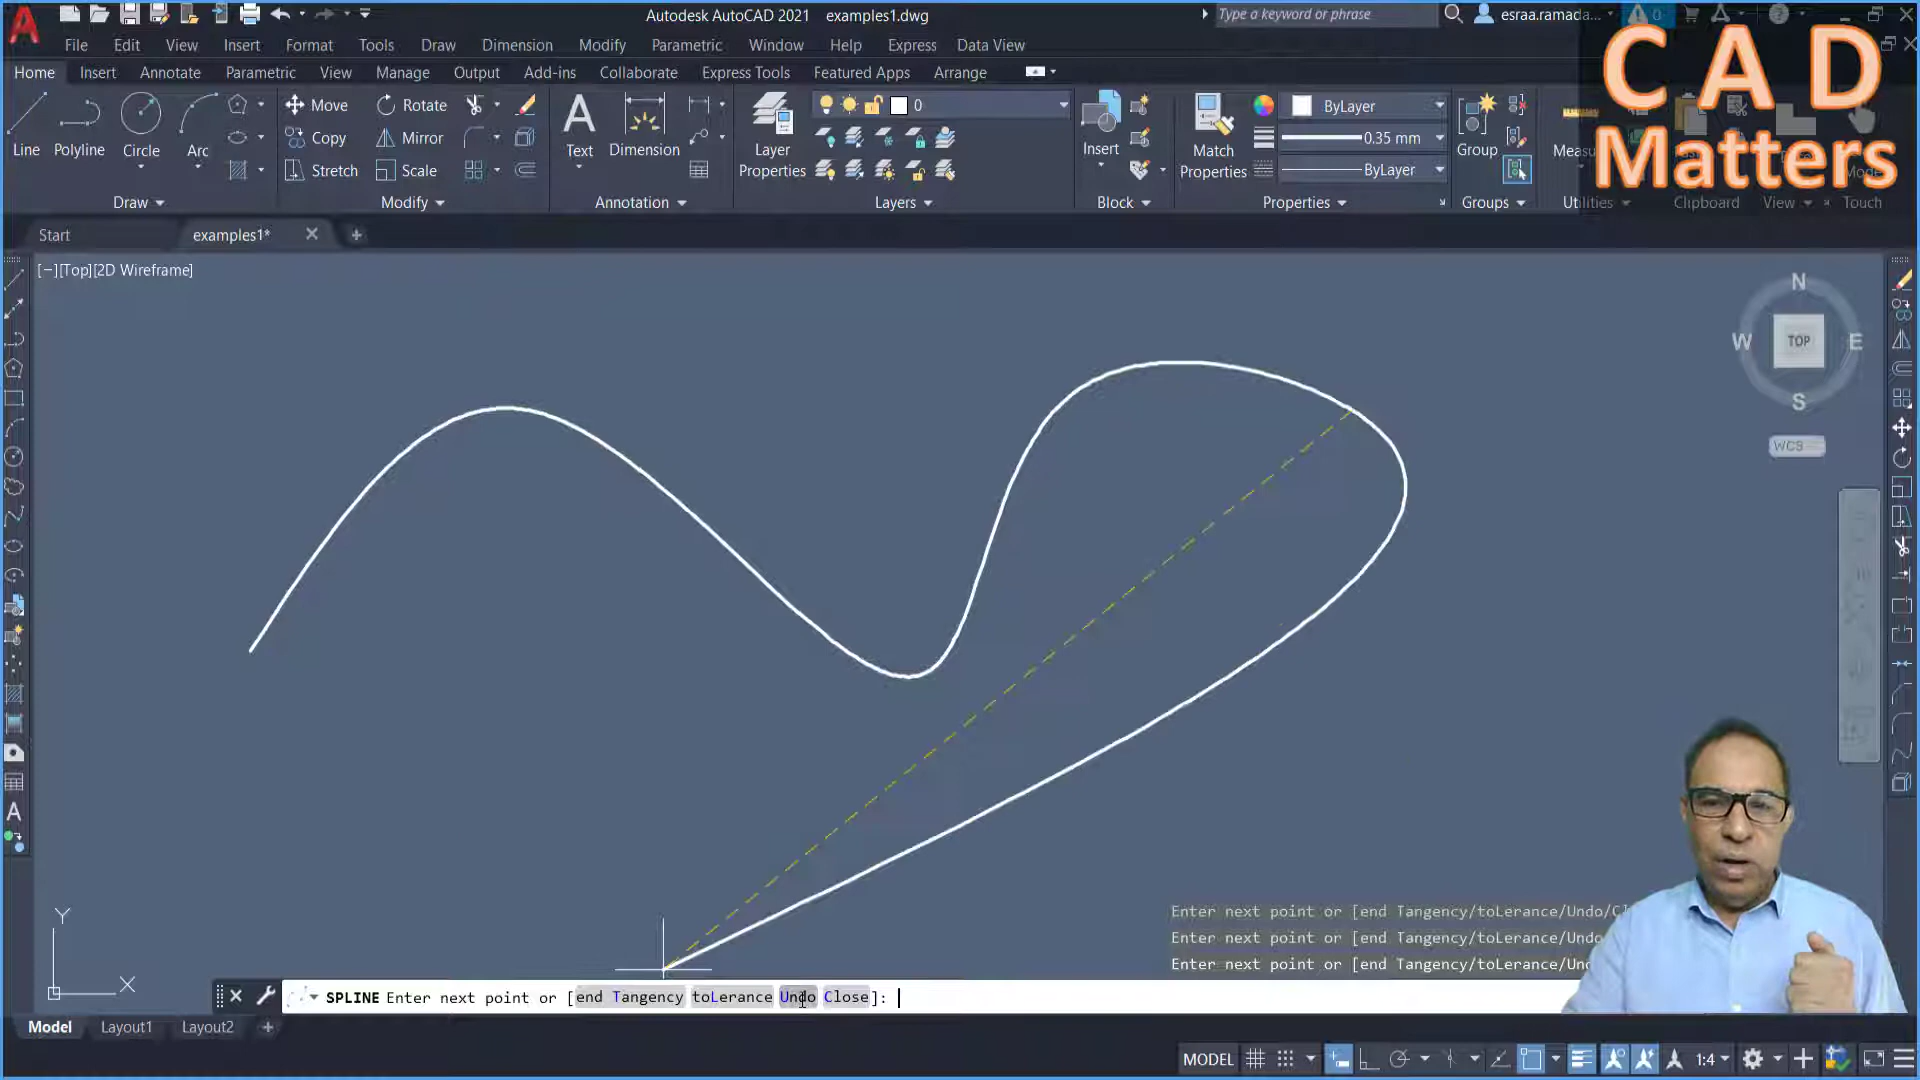 Autodesk AutoCAD 2021 examples1.dwg
Type a keyword or phrase
esraa.ramada...
0
File Edit View Insert Format Tools Draw Dimension Modify Parametric Window Help Express Data View
Home Insert Annotate Parametric View Manage Output Add-ins Collaborate Express Tools Featured Apps Arrange
CAD
Matters
Line Polyline Circle Arc
Move Rotate
Copy Mirror
Stretch Scale
Text Dimension
Layer
Properties
0
Insert
Match
Properties
ByLayer
0.35 mm
ByLayer
Group
Draw Modify Annotation Layers Block Properties Groups Utilities Clipboard View Touch
Start examples1*
[−][Top][2D Wireframe]
N
W TOP E
S
WCS
A
Y
X
Enter next point or [end Tangency/toLerance/Undo/
Enter next point or [end Tangency/toLerance/Undo
Enter next point or [end Tangency/toLerance/
SPLINE Enter next point or [end Tangency toLerance Undo Close]:
Model Layout1 Layout2
MODEL 1:4